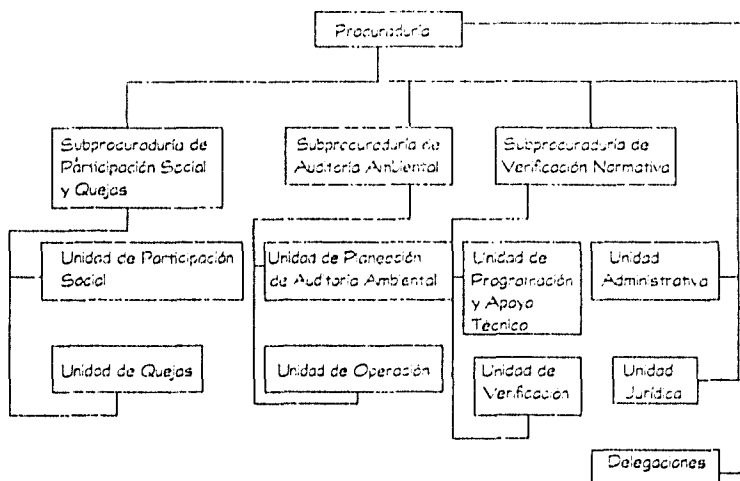 Procuraduría
Subprocuraduría de
Participación Social
y Quejas
Subprocuraduría de
Auditoría Ambiental
Subprocuraduría de
Verificación Normativa
Unidad de Participación
Social
Unidad de Planeación
de Auditoría Ambiental
Unidad de
Programación
y Apoyo
Técnico
Unidad
Administrativa
Unidad de Quejas
Unidad de Operación
Unidad de
Verificación
Unidad
Jurídica
Delegaciones